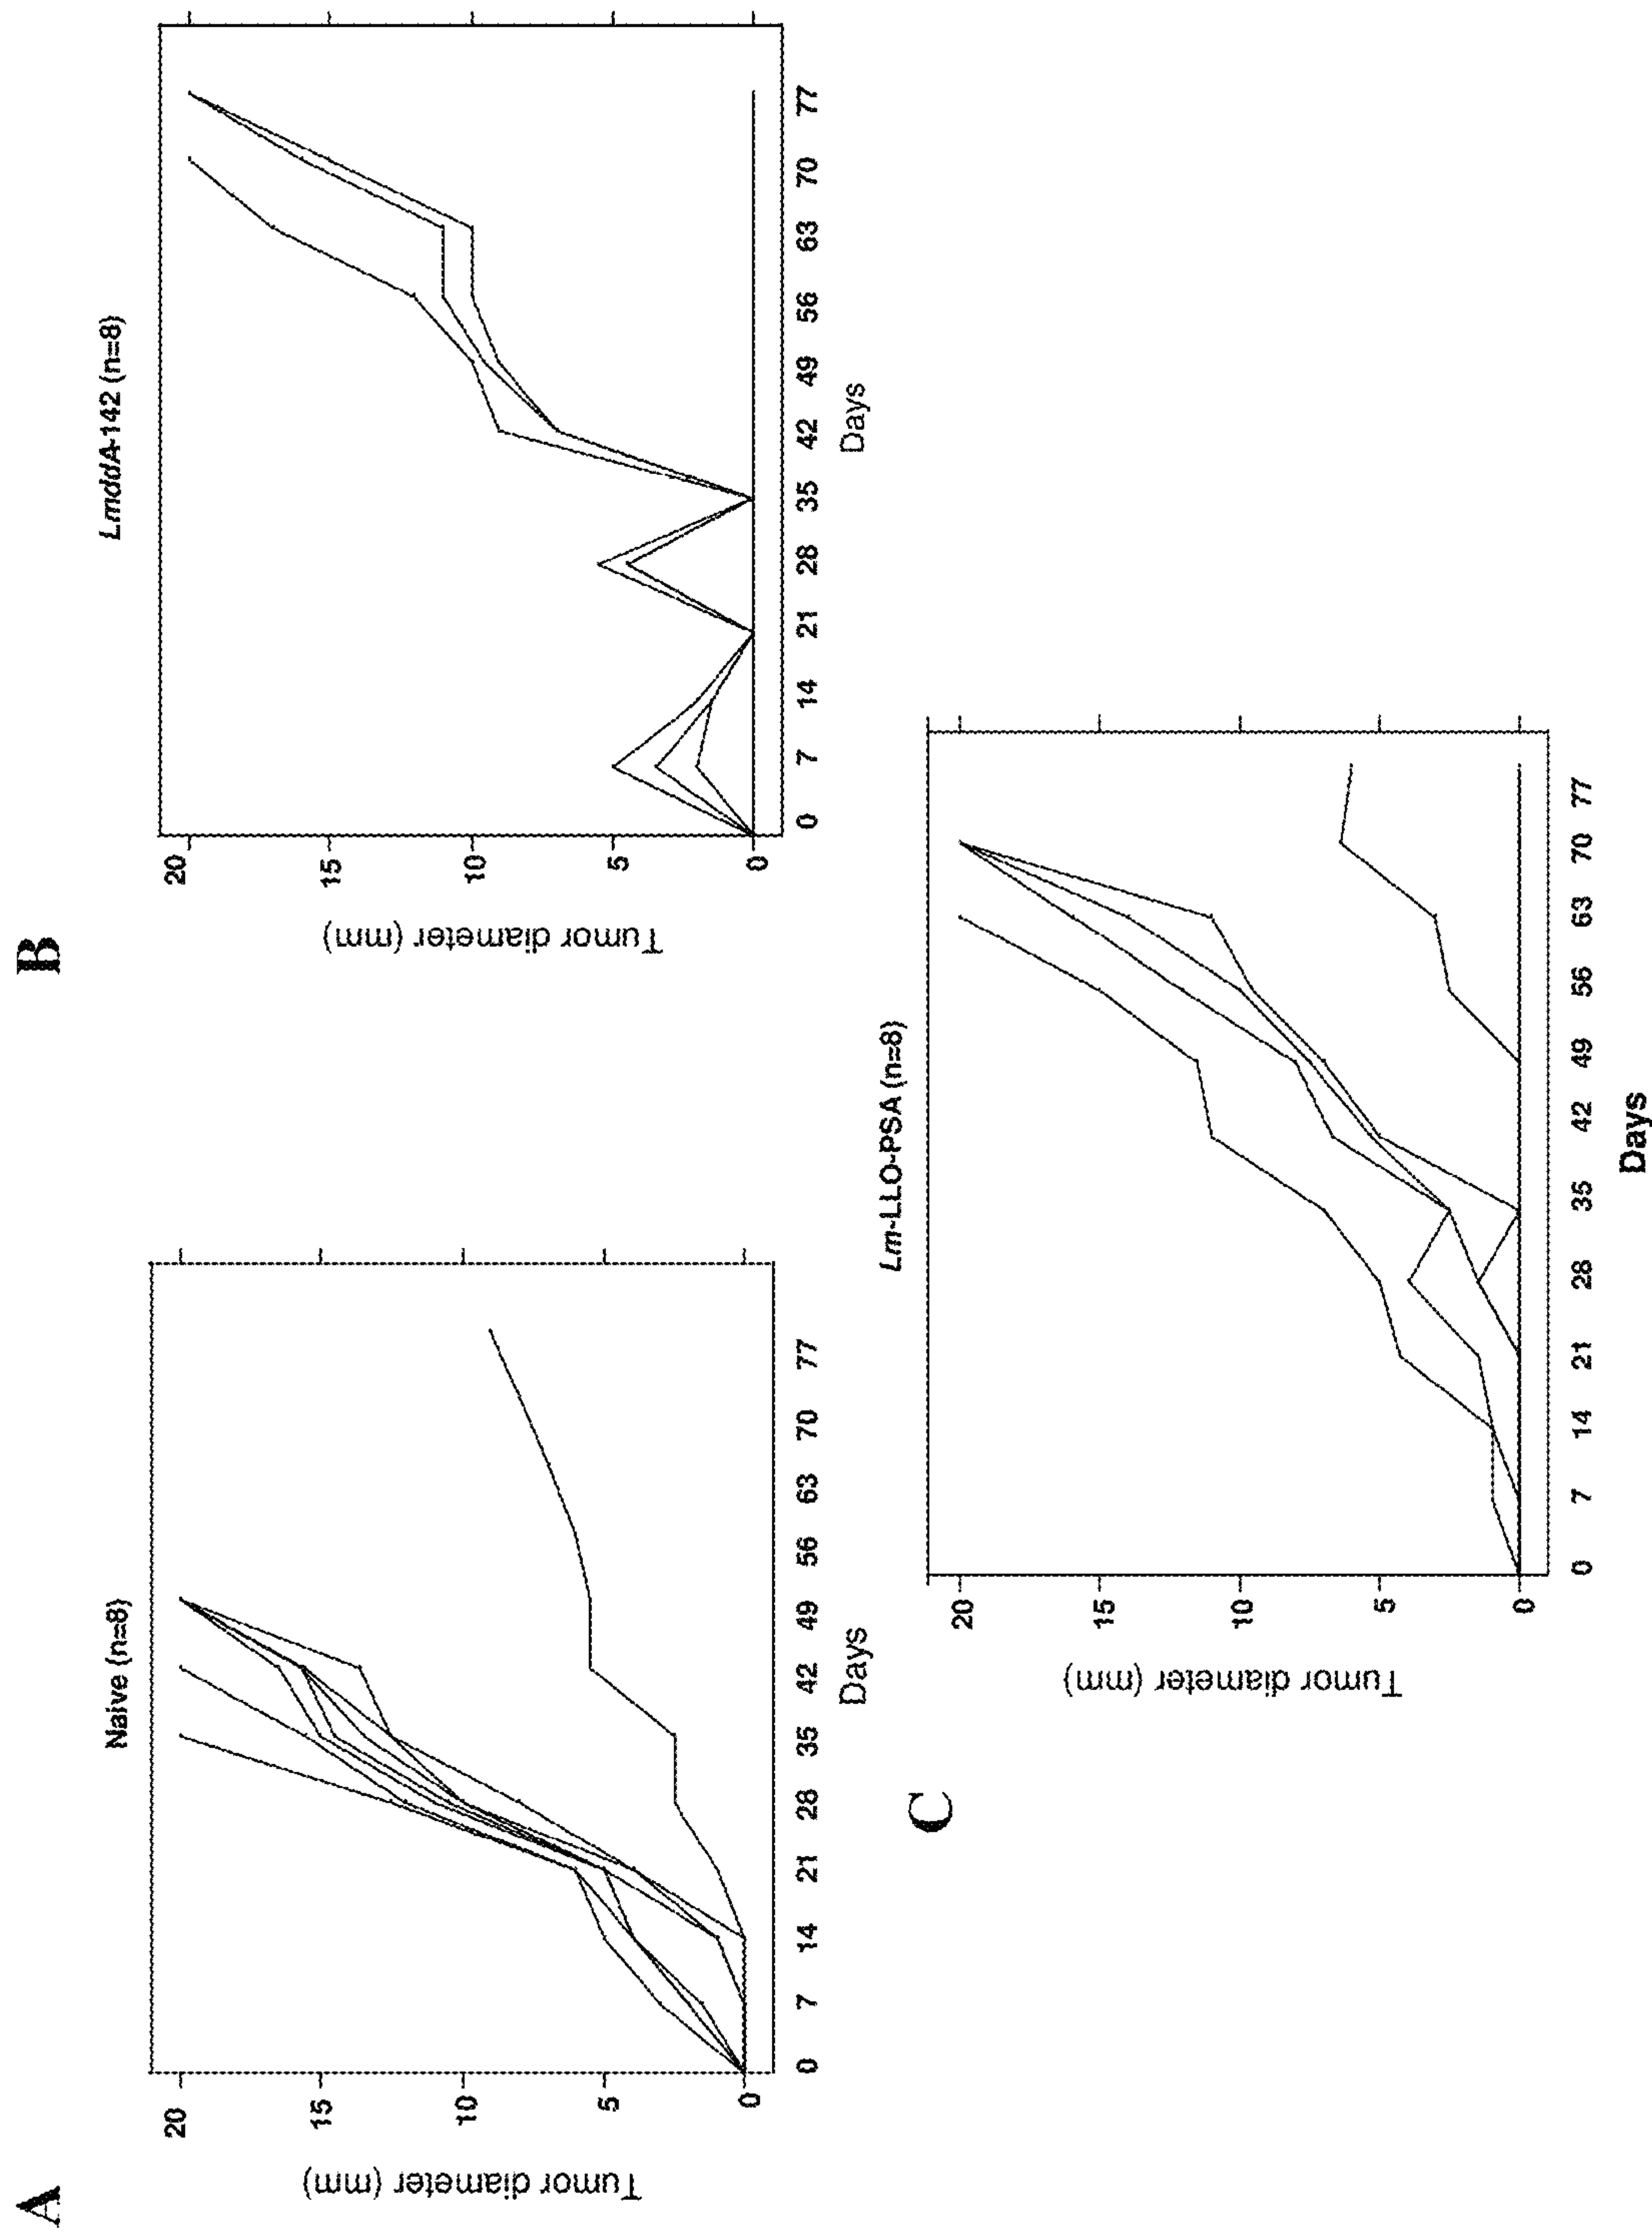 A
Naive (n=8)
Tumor diameter (mm)
20
15
10
5
0
0 7 14 21 28 35 42 49 56 63 70 77
Days
B
LmddA-142 (n=8)
Tumor diameter (mm)
20
15
10
5
0
0 7 14 21 28 35 42 49 56 63 70 77
Days
C
Lm-LLO-PSA (n=8)
Tumor diameter (mm)
20
15
10
5
0
0 7 14 21 28 35 42 49 56 63 70 77
Days